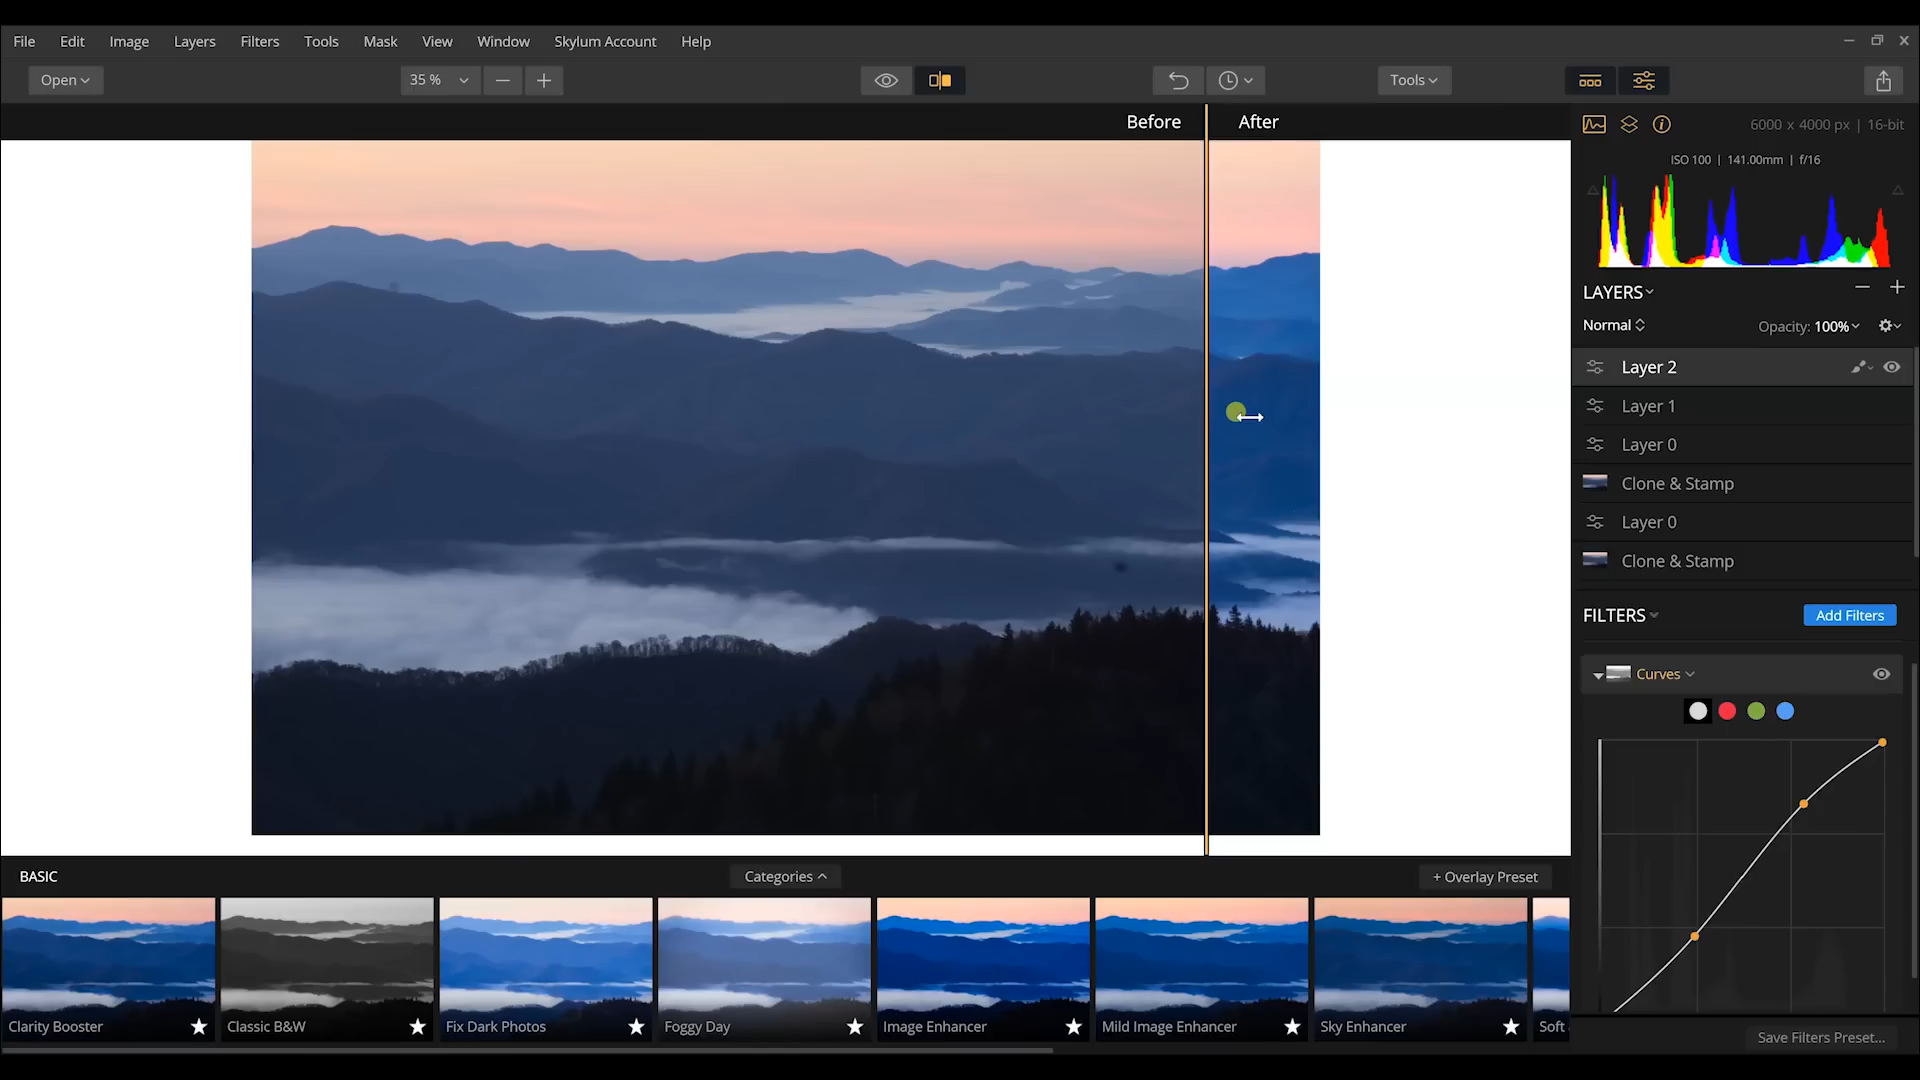 File Edit Image Layers Filters Tools Mask View Window Skylum Account Help
Open 35 % Tools
Before After
6000 x 4000 px | 16-bit
ISO 100 | 141.00mm | f/16
LAYERS
Normal Opacity: 100%
Layer 2
Layer 1
Layer 0
Clone & Stamp
Layer 0
Clone & Stamp
FILTERS Add Filters
Curves
BASIC Categories + Overlay Preset
Clarity Booster Classic B&W Fix Dark Photos Foggy Day Image Enhancer Mild Image Enhancer Sky Enhancer Soft
Save Filters Preset...